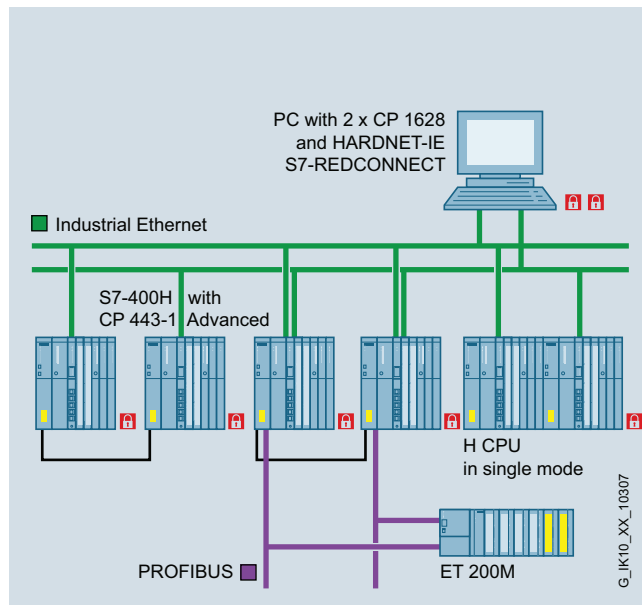 PC with 2 x CP 1628
and HARDNET-IE
S7-REDCONNECT
Industrial Ethernet
S7-400H with
CP 443-1 Advanced
H CPU
in single mode
PROFIBUS
ET 200M
G_IK10_XX_10307